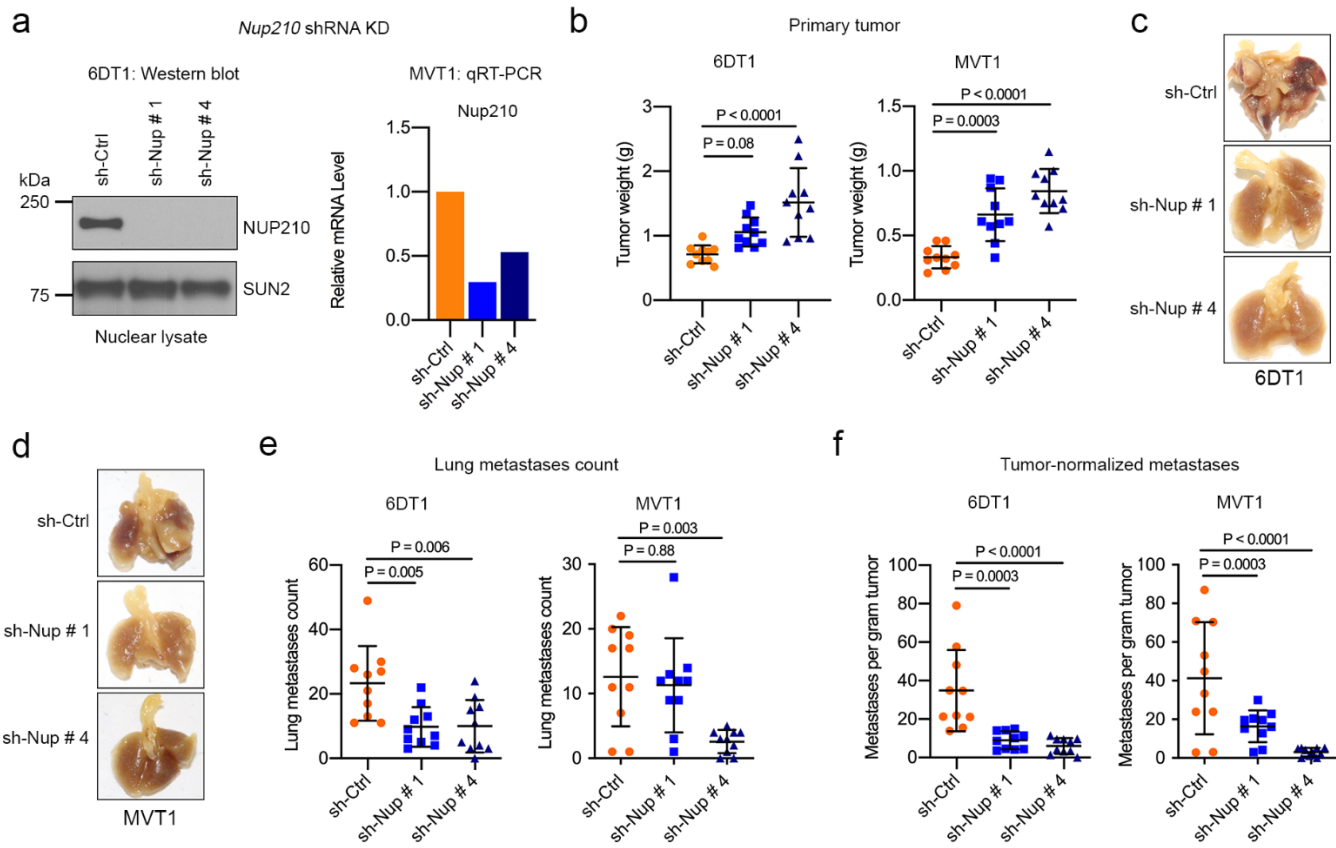 a
Nup210 shRNA KD
6DT1: Western blot
sh-Ctrl
sh-Nup # 1
sh-Nup # 4
kDa
250
NUP210
75
SUN2
Nuclear lysate
MVT1: qRT-PCR
Nup210
Relative mRNA Level
1.5
1.0
0.5
0.0
sh-Ctrl
sh-Nup # 1
sh-Nup # 4
b
Primary tumor
6DT1
P < 0.0001
P = 0.08
Tumor weight (g)
3
2
1
0
sh-Ctrl
sh-Nup # 1
sh-Nup # 4
MVT1
P < 0.0001
P = 0.0003
Tumor weight (g)
1.5
1.0
0.5
0.0
sh-Ctrl
sh-Nup # 1
sh-Nup # 4
c
sh-Ctrl
sh-Nup # 1
sh-Nup # 4
6DT1
d
sh-Ctrl
sh-Nup # 1
sh-Nup # 4
MVT1
e
Lung metastases count
6DT1
P = 0.006
P = 0.005
Lung metastases count
60
40
20
0
sh-Ctrl
sh-Nup # 1
sh-Nup # 4
MVT1
P = 0.003
P = 0.88
Lung metastases count
30
20
10
0
sh-Ctrl
sh-Nup # 1
sh-Nup # 4
f
Tumor-normalized metastases
6DT1
P < 0.0001
P = 0.0003
Metastases per gram tumor
100
80
60
40
20
0
sh-Ctrl
sh-Nup # 1
sh-Nup # 4
MVT1
P < 0.0001
P = 0.0003
Metastases per gram tumor
100
80
60
40
20
0
sh-Ctrl
sh-Nup # 1
sh-Nup # 4